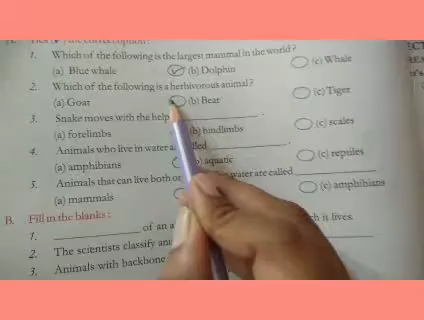 the correct option:
1. Which of the following is the largest mammal in the world?
(a) Blue whale (b) Dolphin (c) Whale
2. Which of the following is a herbivorous animal?
(a) Goat (b) Bear (c) Tiger
3. Snake moves with the help
(a) forelimbs (b) hindlimbs (c) scales
4. Animals who live in water
(a) amphibians (b) aquatic (c) reptiles
5. Animals that can live both water are called
(a) mammals (c) amphibians
B. Fill in the blanks :
1. of an it lives.
2. The scientists classify
3. Animals with backbone